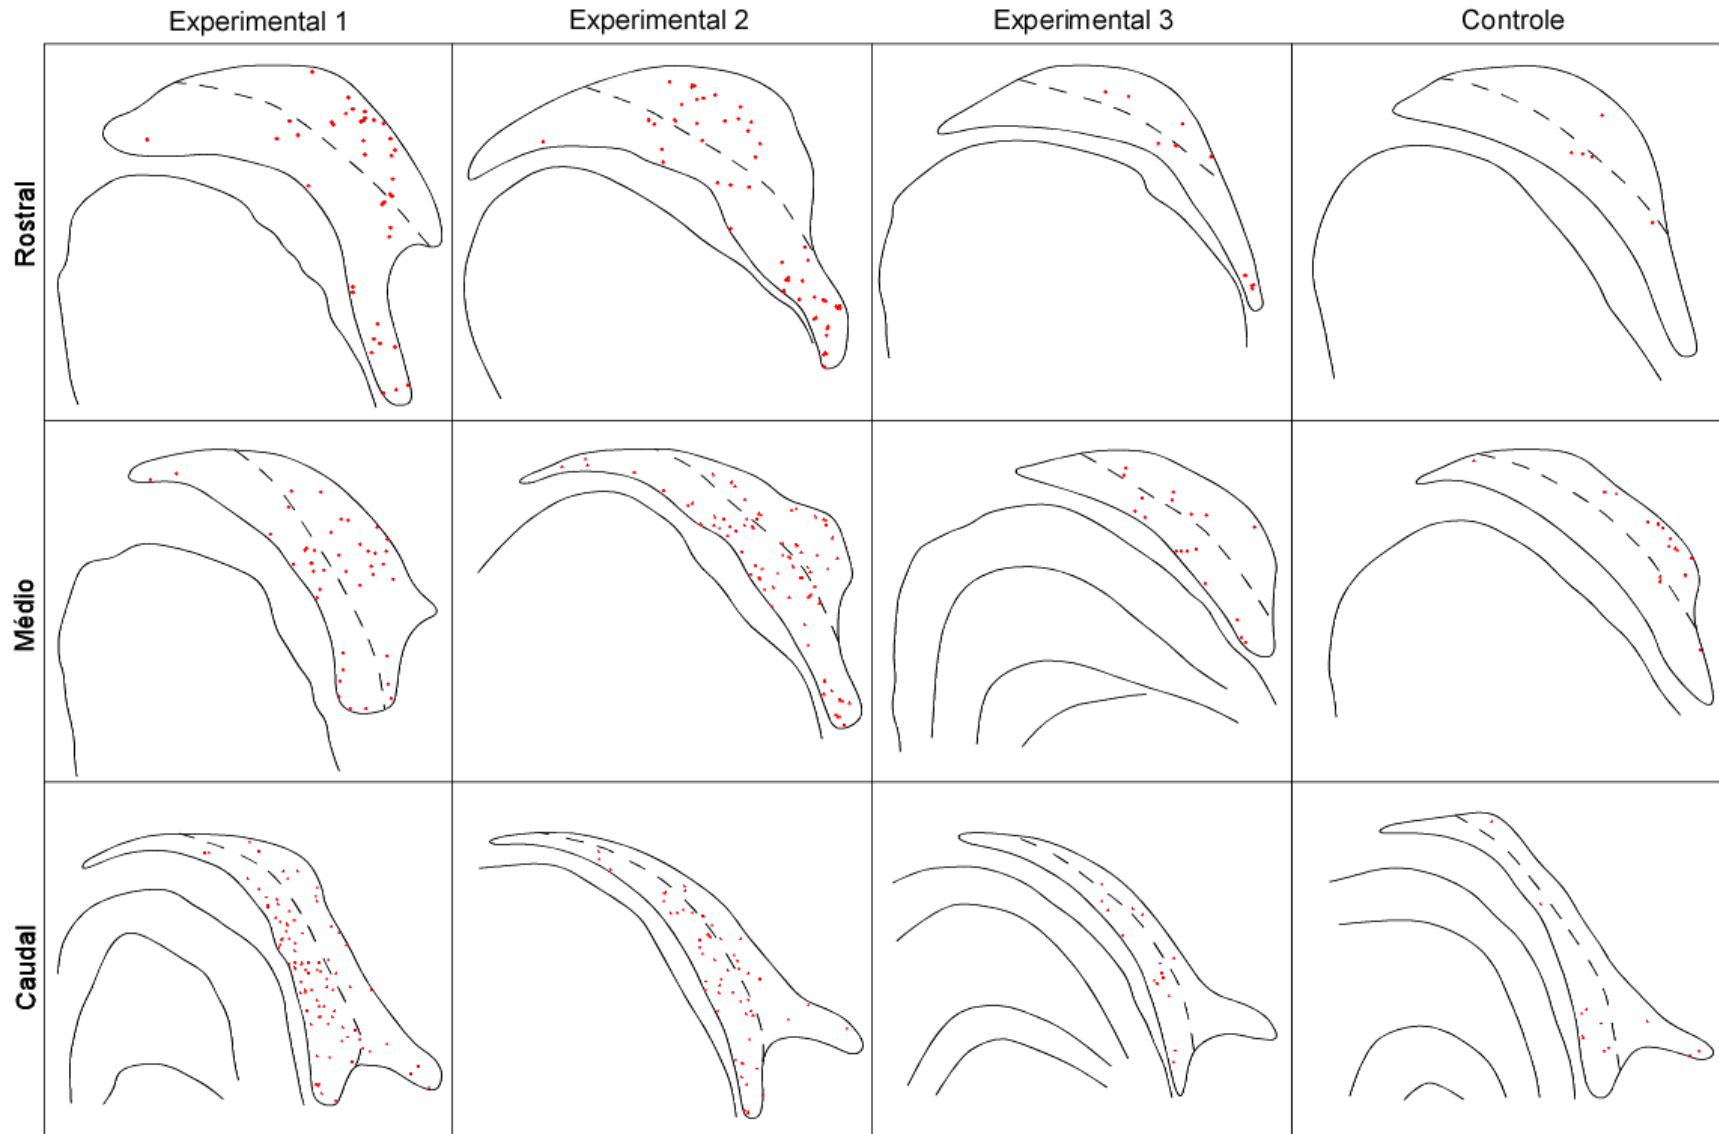 Experimental 1
Experimental 2
Experimental 3
Controle
Rostral
Médio
Caudal